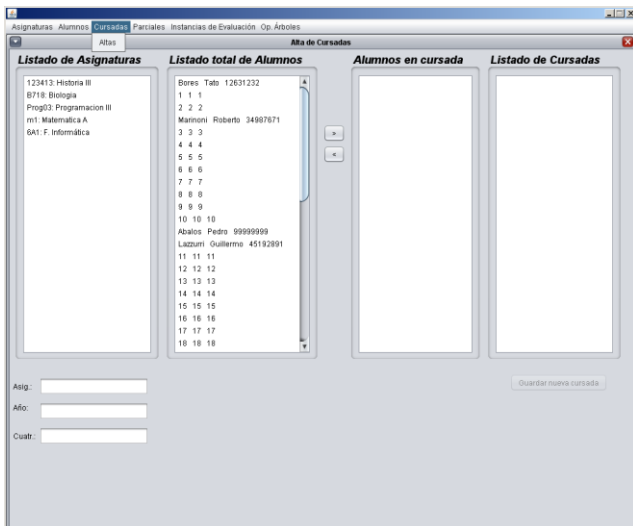 Asignaturas Alumnos Cursadas Parciales Instancias de Evaluación Op. Árboles
Altas
Alta de Cursadas
Listado de Asignaturas
123413: Historia III
B718: Biologia
Prog03: Programacion III
m1: Matematica A
6A1: F. Informática
Listado total de Alumnos
Bores Tato 12631232
1 1 1
2 2 2
Marinoni Roberto 34987671
3 3 3
4 4 4
5 5 5
6 6 6
7 7 7
8 8 8
9 9 9
10 10 10
Abalos Pedro 99999999
Lazzurri Guillermo 45192891
11 11 11
12 12 12
13 13 13
14 14 14
15 15 15
16 16 16
17 17 17
18 18 18
>
<
Alumnos en cursada
Listado de Cursadas
Asig.:
Año:
Cuatr.:
Guardar nueva cursada